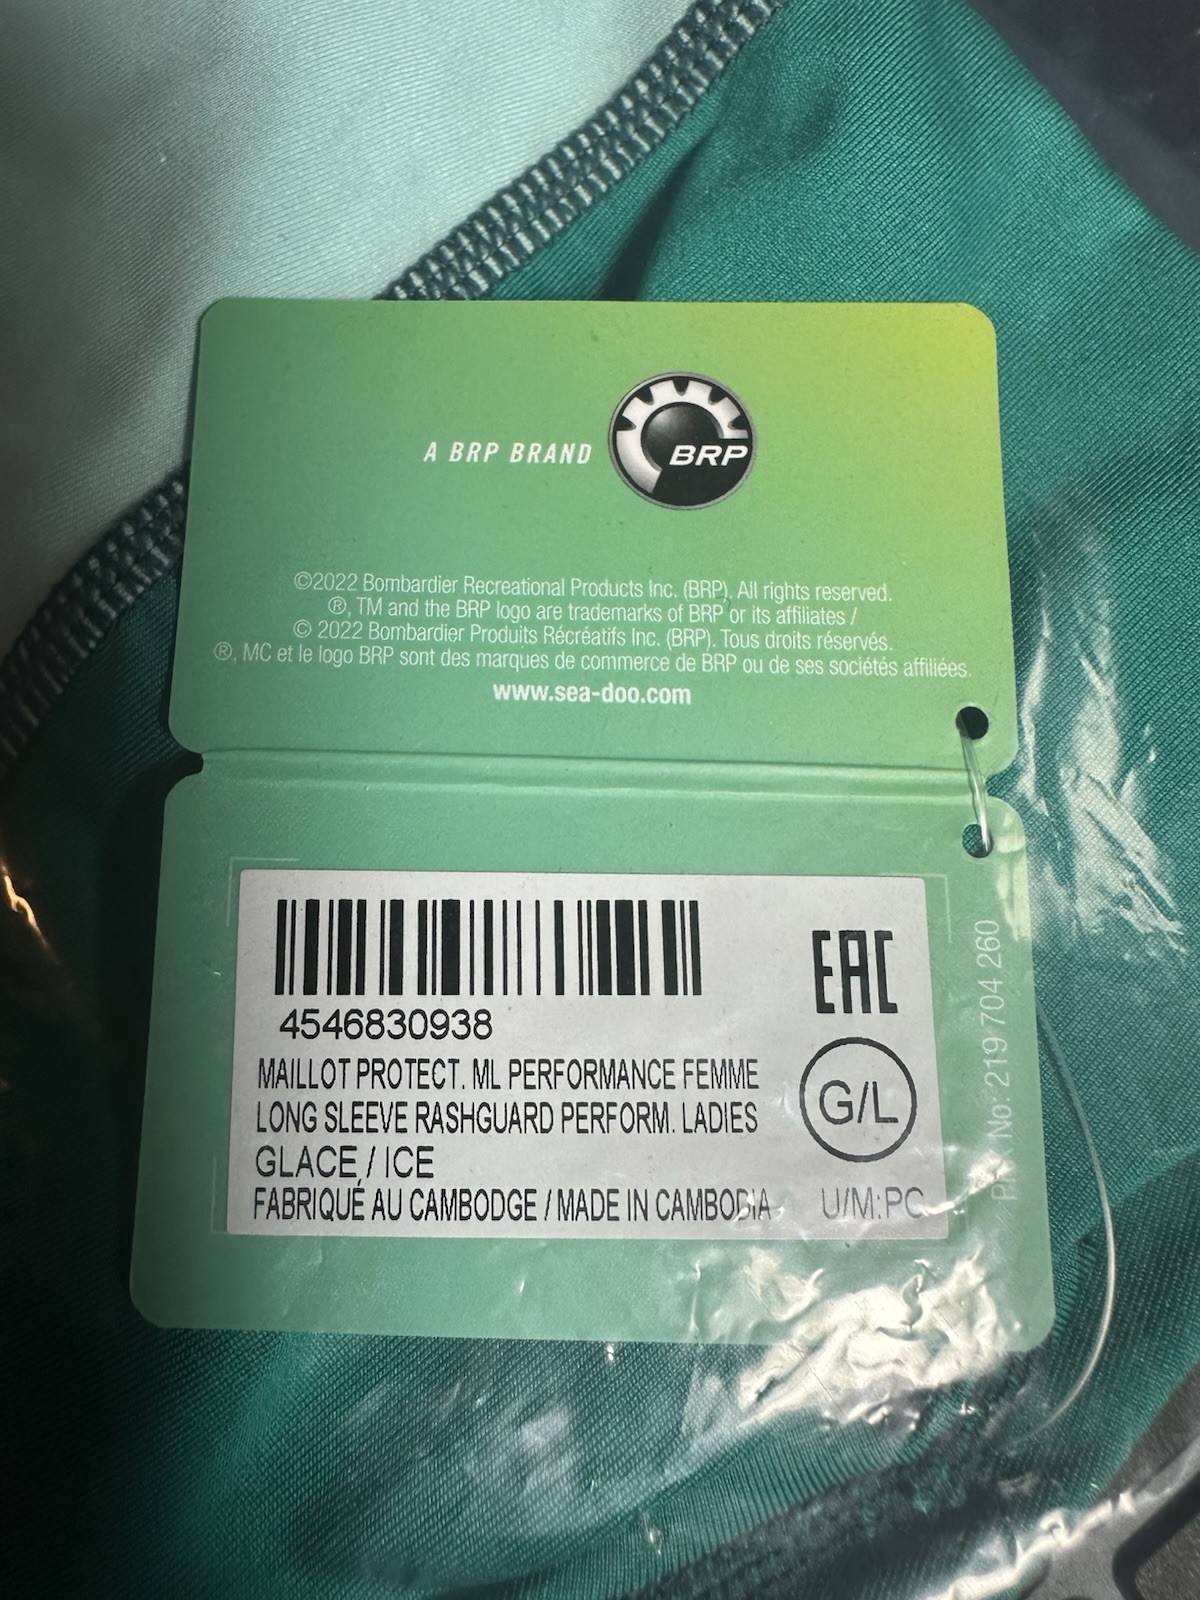 A BRP BRAND
BRP
©2022 Bombardier Recreational Products Inc. (BRP). All rights reserved.
®, TM and the BRP logo are trademarks of BRP or its affiliates /
© 2022 Bombardier Produits Récréatifs Inc. (BRP). Tous droits réservés.
®, MC et le logo BRP sont des marques de commerce de BRP ou de ses sociétés affiliées.
www.sea-doo.com
4546830938
EAC
MAILLOT PROTECT. ML PERFORMANCE FEMME
LONG SLEEVE RASHGUARD PERFORM. LADIES
G/L
GLACE / ICE
FABRIQUÉ AU CAMBODGE / MADE IN CAMBODIA
U/M:PC
No: 219 704 260